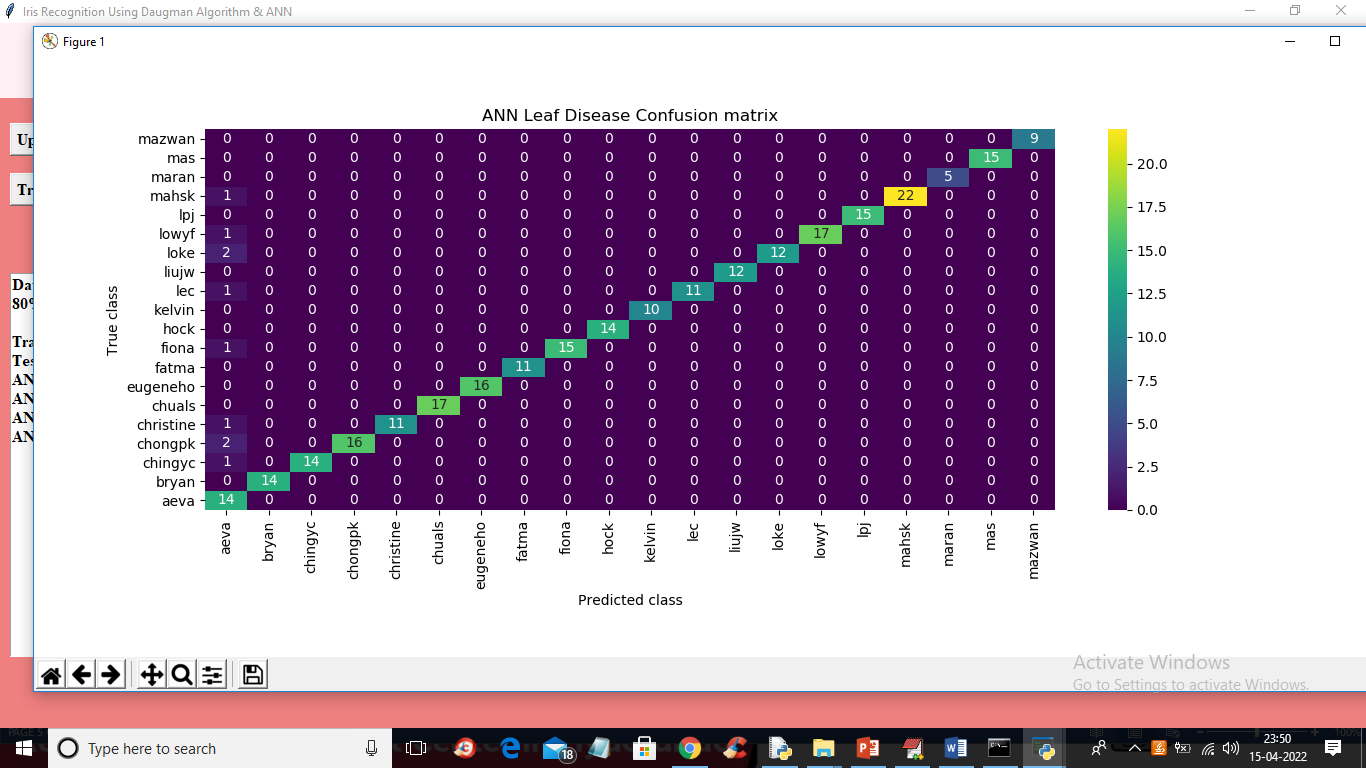 Iris Recognition Using Daugman Algorithm & ANN
Figure 1
Up
Tr
Da
80%
Tra
Tes
AN
AN
AN
AN
ANN Leaf Disease Confusion matrix
True class
mazwan 0 0 0 0 0 0 0 0 0 0 0 0 0 0 0 0 0 0 0 9
mas 0 0 0 0 0 0 0 0 0 0 0 0 0 0 0 0 0 0 15 0
maran 0 0 0 0 0 0 0 0 0 0 0 0 0 0 0 0 0 5 0 0
mahsk 1 0 0 0 0 0 0 0 0 0 0 0 0 0 0 0 22 0 0 0
lpj 0 0 0 0 0 0 0 0 0 0 0 0 0 0 0 15 0 0 0 0
lowyf 1 0 0 0 0 0 0 0 0 0 0 0 0 0 17 0 0 0 0 0
loke 2 0 0 0 0 0 0 0 0 0 0 0 0 12 0 0 0 0 0 0
liujw 0 0 0 0 0 0 0 0 0 0 0 0 12 0 0 0 0 0 0 0
lec 1 0 0 0 0 0 0 0 0 0 0 11 0 0 0 0 0 0 0 0
kelvin 0 0 0 0 0 0 0 0 0 0 10 0 0 0 0 0 0 0 0 0
hock 0 0 0 0 0 0 0 0 0 14 0 0 0 0 0 0 0 0 0 0
fiona 1 0 0 0 0 0 0 0 15 0 0 0 0 0 0 0 0 0 0 0
fatma 0 0 0 0 0 0 0 11 0 0 0 0 0 0 0 0 0 0 0 0
eugeneho 0 0 0 0 0 0 16 0 0 0 0 0 0 0 0 0 0 0 0 0
chuals 0 0 0 0 0 17 0 0 0 0 0 0 0 0 0 0 0 0 0 0
christine 1 0 0 0 11 0 0 0 0 0 0 0 0 0 0 0 0 0 0 0
chongpk 2 0 0 16 0 0 0 0 0 0 0 0 0 0 0 0 0 0 0 0
chingyc 1 0 14 0 0 0 0 0 0 0 0 0 0 0 0 0 0 0 0 0
bryan 0 14 0 0 0 0 0 0 0 0 0 0 0 0 0 0 0 0 0 0
aeva 14 0 0 0 0 0 0 0 0 0 0 0 0 0 0 0 0 0 0 0
aeva bryan chingyc chongpk christine chuals eugeneho fatma fiona hock kelvin lec liujw loke lowyf lpj mahsk maran mas mazwan
Predicted class
20.0
17.5
15.0
12.5
10.0
7.5
5.0
2.5
0.0
Activate Windows
Go to Settings to activate Windows.
Type here to search
18
23:50
15-04-2022